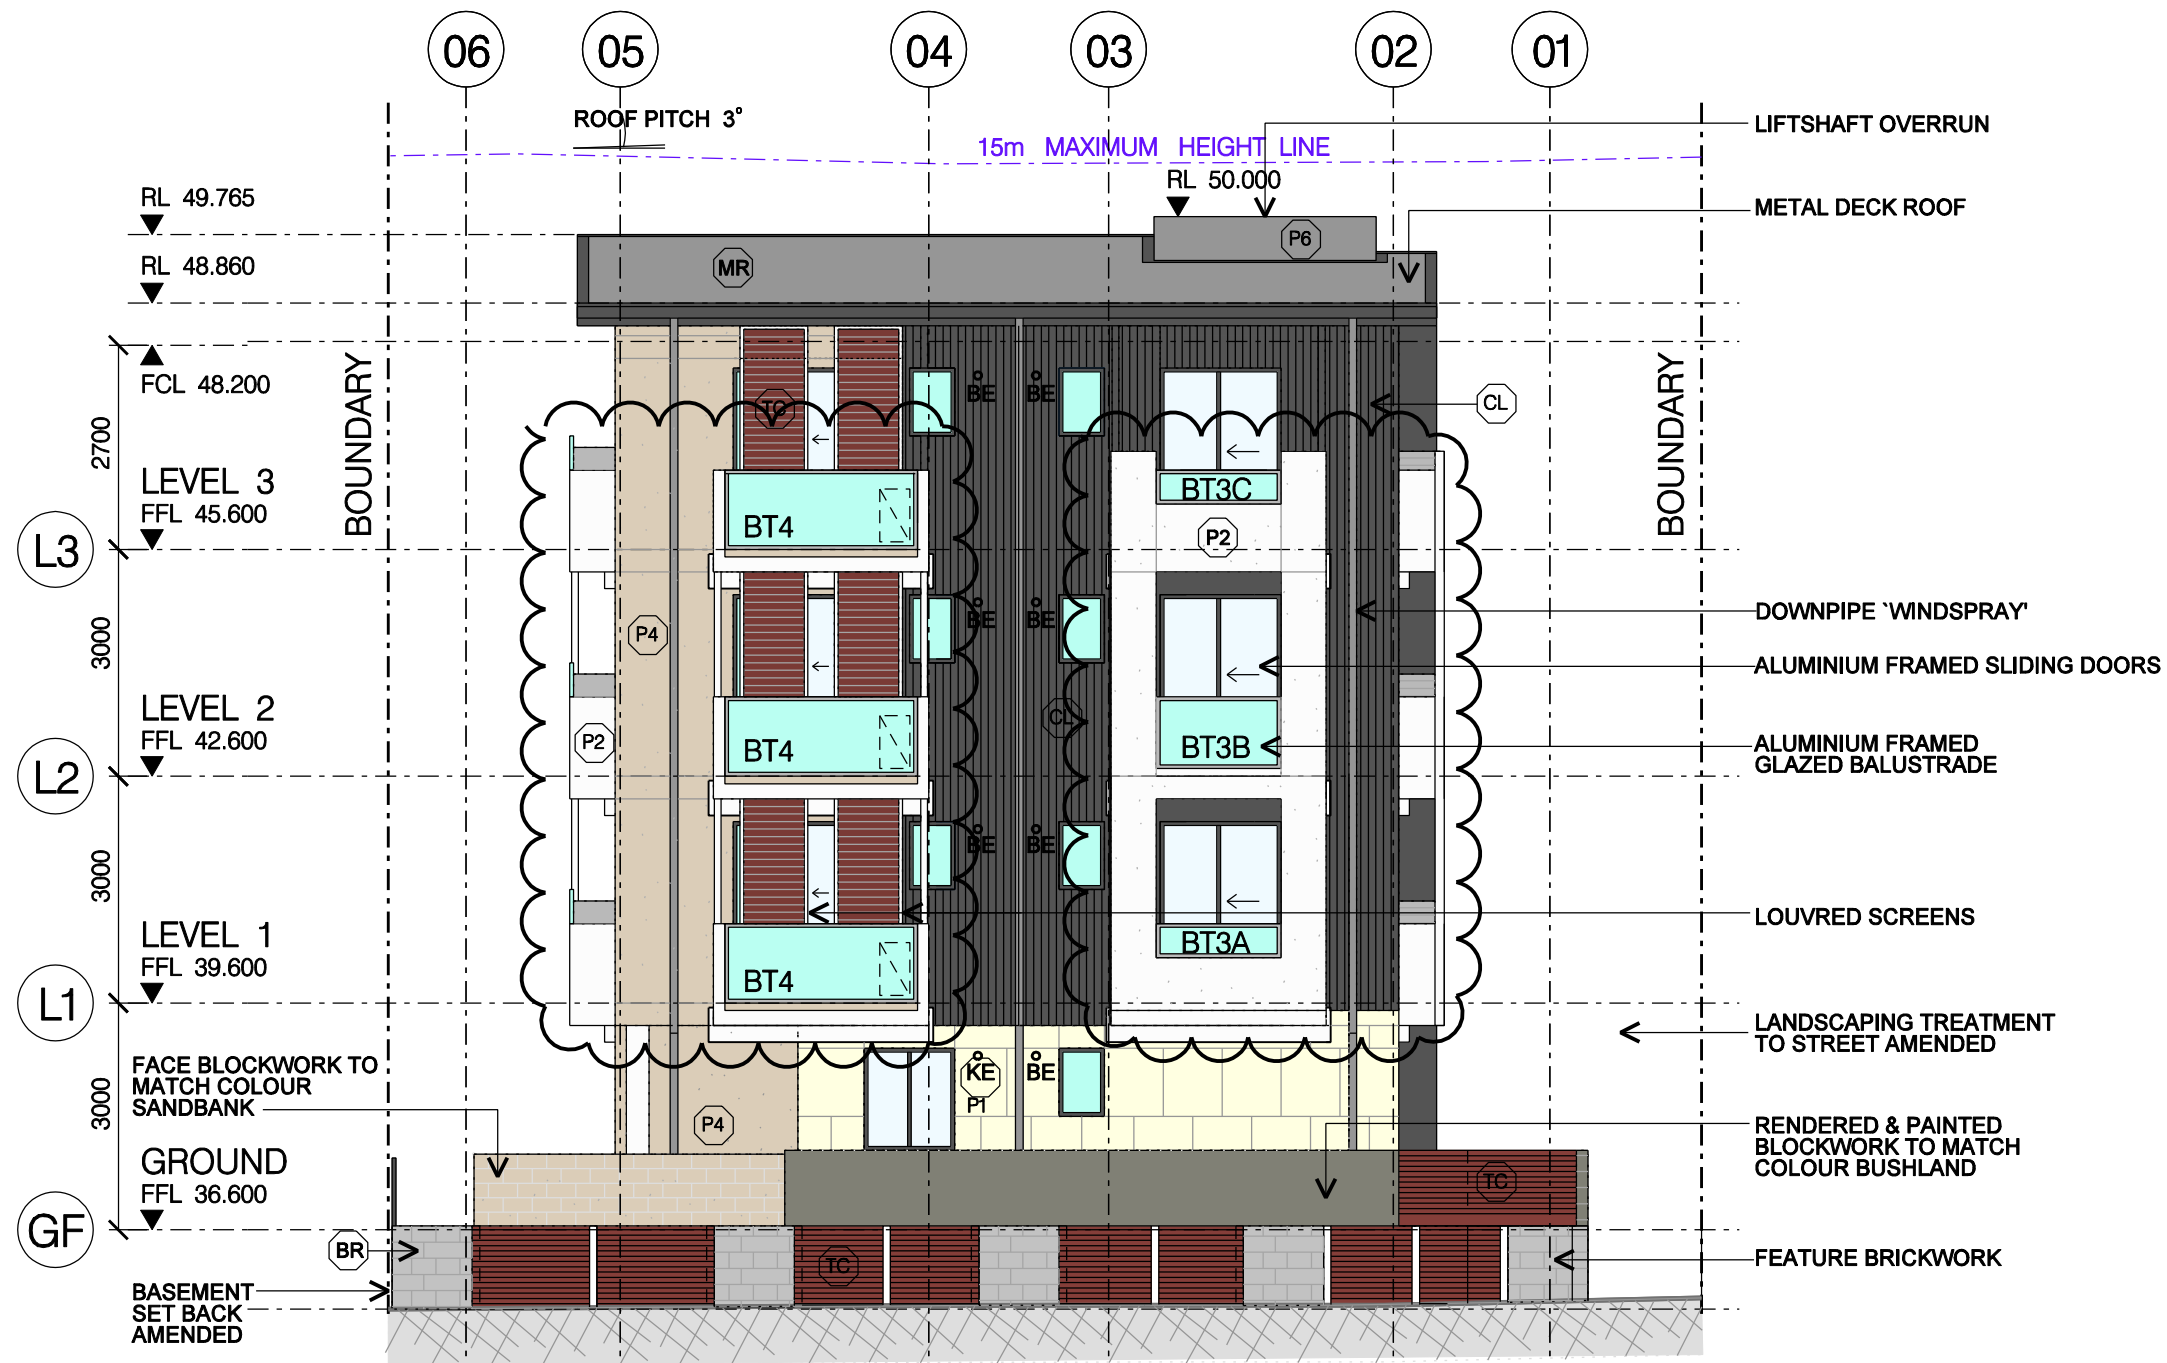 06 05 04 03 02 01
ROOF PITCH 3°
15m MAXIMUM HEIGHT LINE
LIFTSHAFT OVERRUN
RL 50.000
RL 49.765
METAL DECK ROOF
P6
MR
RL 48.860
FCL 48.200
BOUNDARY
BOUNDARY
TC
BE BE
CL
2700
LEVEL 3
FFL 45.600
L3
BT4
BT3C
P2
3000
P4
BE BE
DOWNPIPE `WINDSPRAY'
ALUMINIUM FRAMED SLIDING DOORS
LEVEL 2
FFL 42.600
L2
P2
BT4
CL
BT3B
ALUMINIUM FRAMED
GLAZED BALUSTRADE
3000
BE BE
LOUVRED SCREENS
LEVEL 1
FFL 39.600
L1
BT4
BT3A
LANDSCAPING TREATMENT
TO STREET AMENDED
FACE BLOCKWORK TO
MATCH COLOUR
SANDBANK
3000
KE BE
P1
P4
RENDERED & PAINTED
BLOCKWORK TO MATCH
COLOUR BUSHLAND
GROUND
FFL 36.600
GF
TC
BR
TC
FEATURE BRICKWORK
BASEMENT
SET BACK
AMENDED